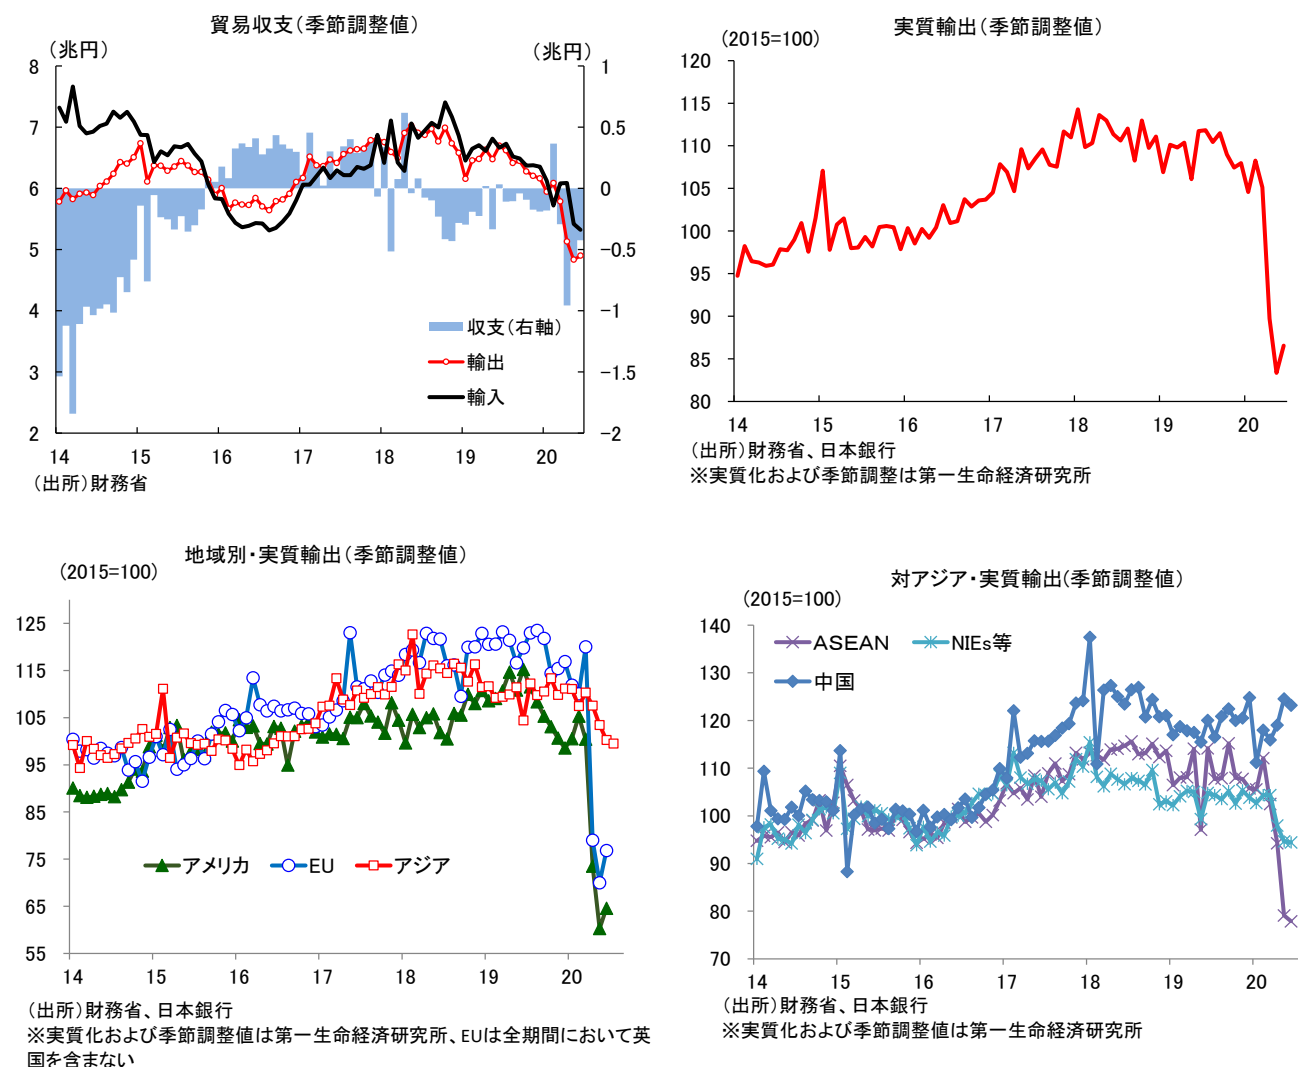 貿易収支（季節調整値）
（兆円）
（兆円）
8
7
6
5
4
3
2
1
0.5
0
−0.5
−1
−1.5
−2
収支（右軸）
輸出
輸入
14 15 16 17 18 19 20
（出所）財務省
実質輸出（季節調整値）
（2015=100）
120
115
110
105
100
95
90
85
80
14 15 16 17 18 19 20
（出所）財務省、日本銀行
※実質化および季節調整は第一生命経済研究所
地域別・実質輸出（季節調整値）
（2015=100）
125
115
105
95
85
75
65
55
アメリカ EU アジア
14 15 16 17 18 19 20
（出所）財務省、日本銀行
※実質化および季節調整値は第一生命経済研究所、EUは全期間において英
国を含まない
対アジア・実質輸出(季節調整値）
（2015=100）
140
130
120
110
100
90
80
70
ASEAN NIEs等
中国
14 15 16 17 18 19 20
（出所）財務省、日本銀行
※実質化および季節調整値は第一生命経済研究所